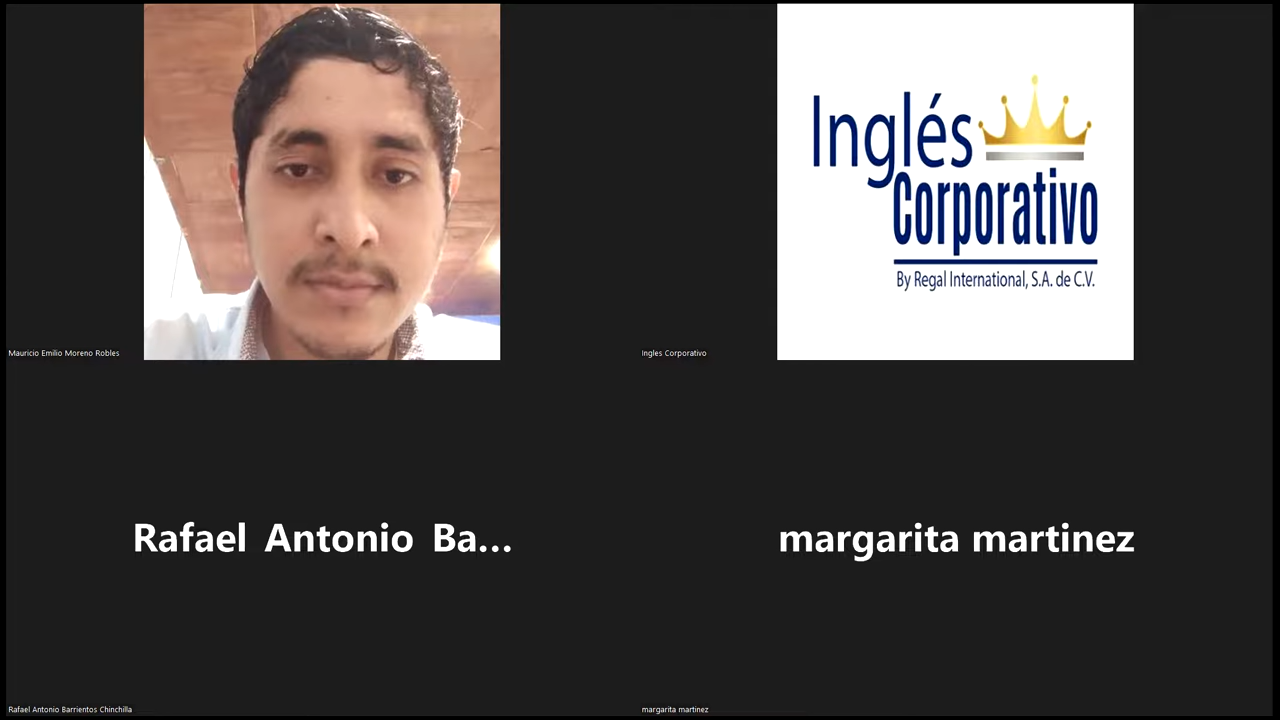 Inglés
Corporativo
By Regal International, S.A. de C.V.
Mauricio Emilio Moreno Robles
Ingles Corporativo
Rafael Antonio Ba...
margarita martinez
Rafael Antonio Barrientos Chinchilla
margarita martinez